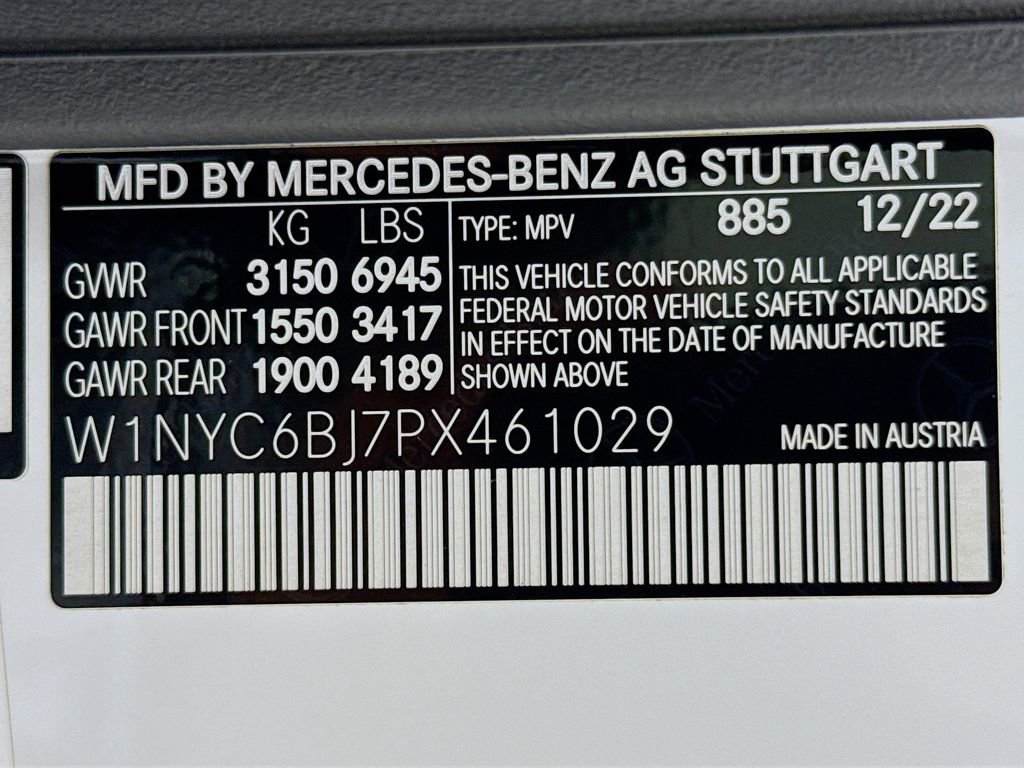 MFD BY MERCEDES-BENZ AG STUTTGART
KG LBS
GVWR 3150 6945
GAWR FRONT 1550 3417
GAWR REAR 1900 4189
TYPE: MPV 885 12/22
THIS VEHICLE CONFORMS TO ALL APPLICABLE
FEDERAL MOTOR VEHICLE SAFETY STANDARDS
IN EFFECT ON THE DATE OF MANUFACTURE
SHOWN ABOVE
W1NYC6BJ7PX461029
MADE IN AUSTRIA